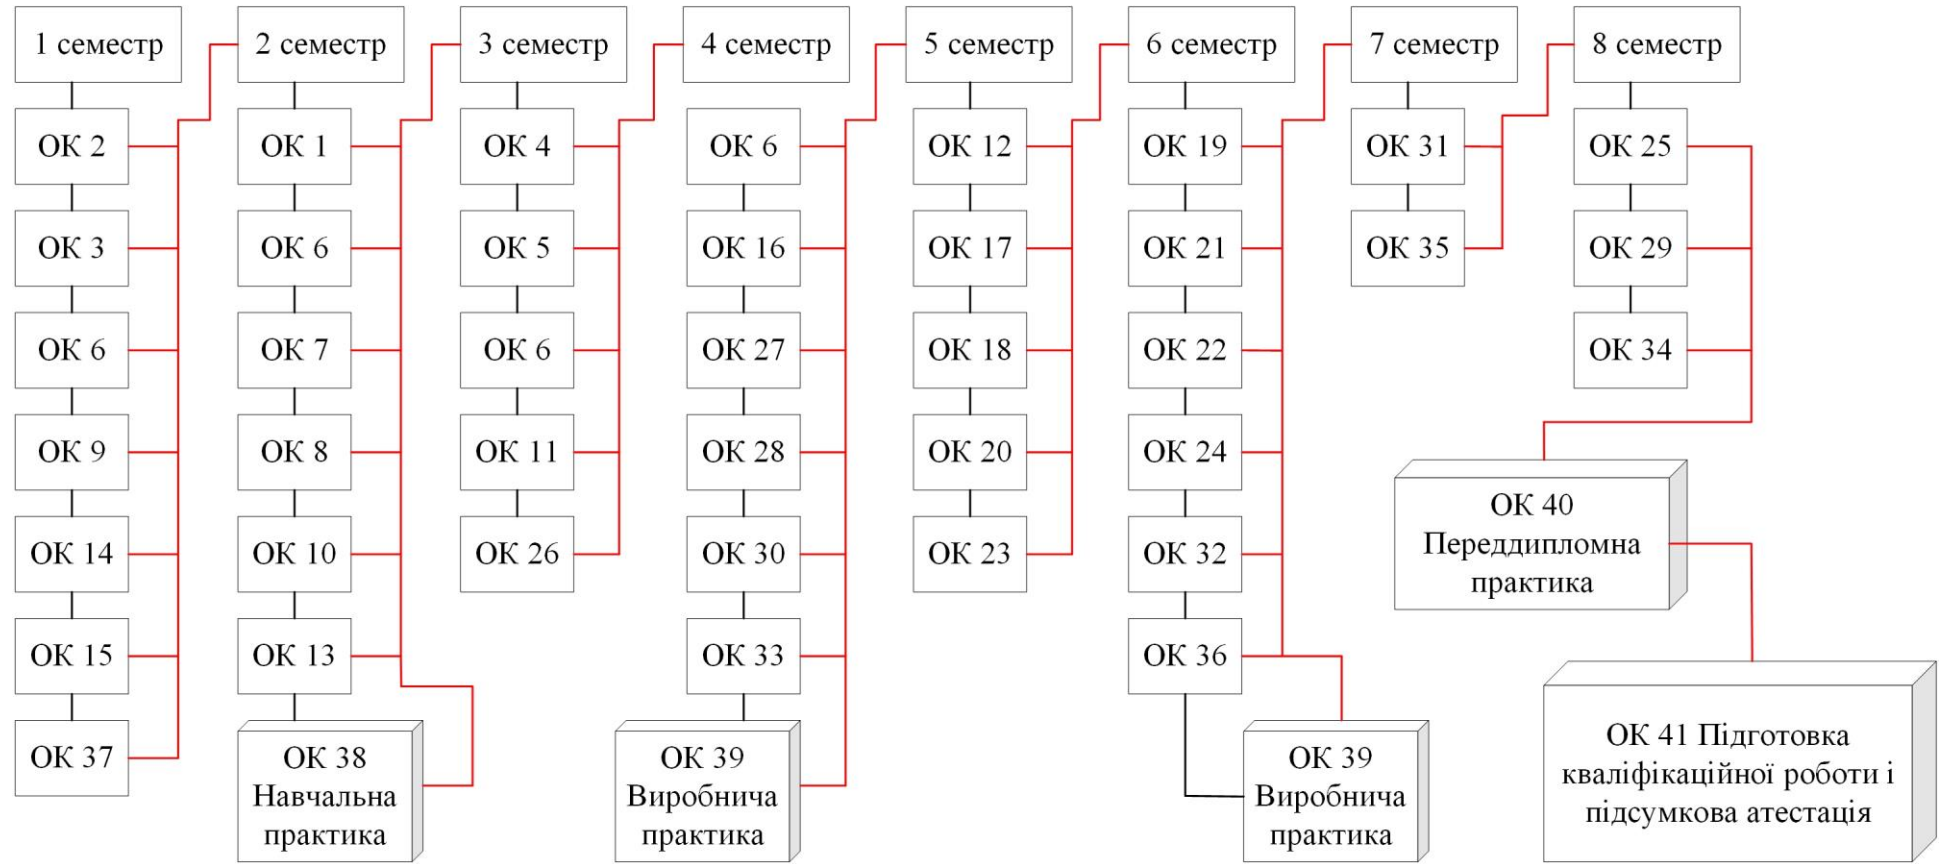 1 семестр
2 семестр
3 семестр
4 семестр
5 семестр
6 семестр
7 семестр
8 семестр
ОК 2
ОК 1
ОК 4
ОК 6
ОК 12
ОК 19
ОК 31
ОК 25
ОК 3
ОК 6
ОК 5
ОК 16
ОК 17
ОК 21
ОК 35
ОК 29
ОК 6
ОК 7
ОК 6
ОК 27
ОК 18
ОК 22
ОК 34
ОК 9
ОК 8
ОК 11
ОК 28
ОК 20
ОК 24
ОК 14
ОК 10
ОК 26
ОК 30
ОК 23
ОК 32
ОК 40
Переддипломна
практика
ОК 15
ОК 13
ОК 33
ОК 36
ОК 37
ОК 38
Навчальна
практика
ОК 39
Виробнича
практика
ОК 39
Виробнича
практика
ОК 41 Підготовка
кваліфікаційної роботи і
підсумкова атестація